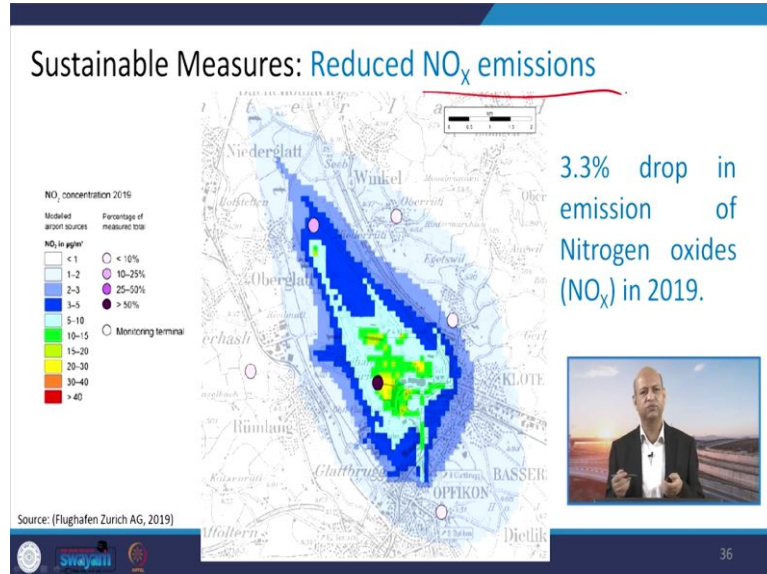 Sustainable Measures: Reduced NOX emissions
Niederglatt
Seeb
Winkel
Oberrüti
Oberglatt
KLOTE
Rümlang
Glattbrugg
BASSER
OPFIKON
Dietlik
NO2 concentration 2019
Modelled airport sources
Percentage of measured total
NO2 in µg/m³
< 1
1–2
2–3
3–5
5–10
10–15
15–20
20–30
30–40
> 40
< 10%
10–25%
25–50%
> 50%
Monitoring terminal
3.3% drop in
emission of
Nitrogen oxides
(NOX) in 2019.
Source: (Flughafen Zurich AG, 2019)
swayam
36